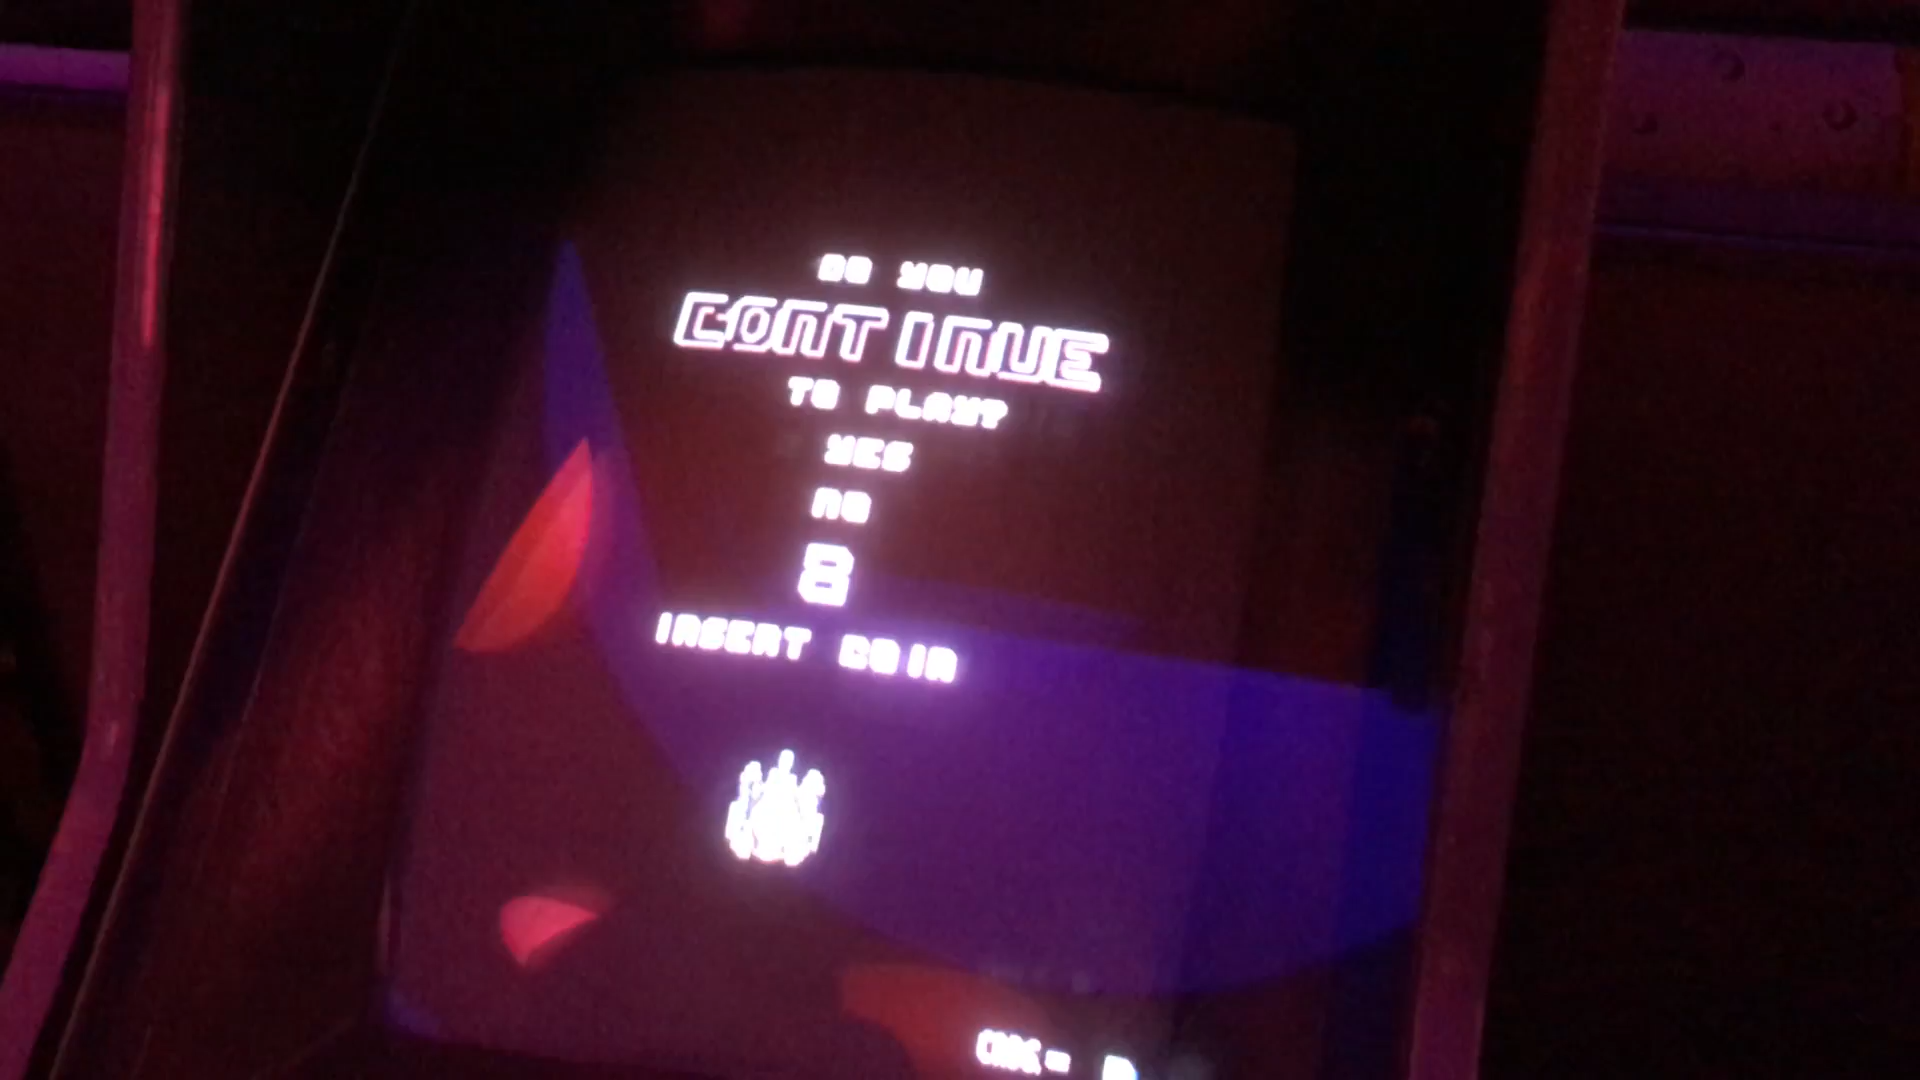 DO YOU
CONTINUE
TO PLAY?
YES
NO
8
INSERT COIN